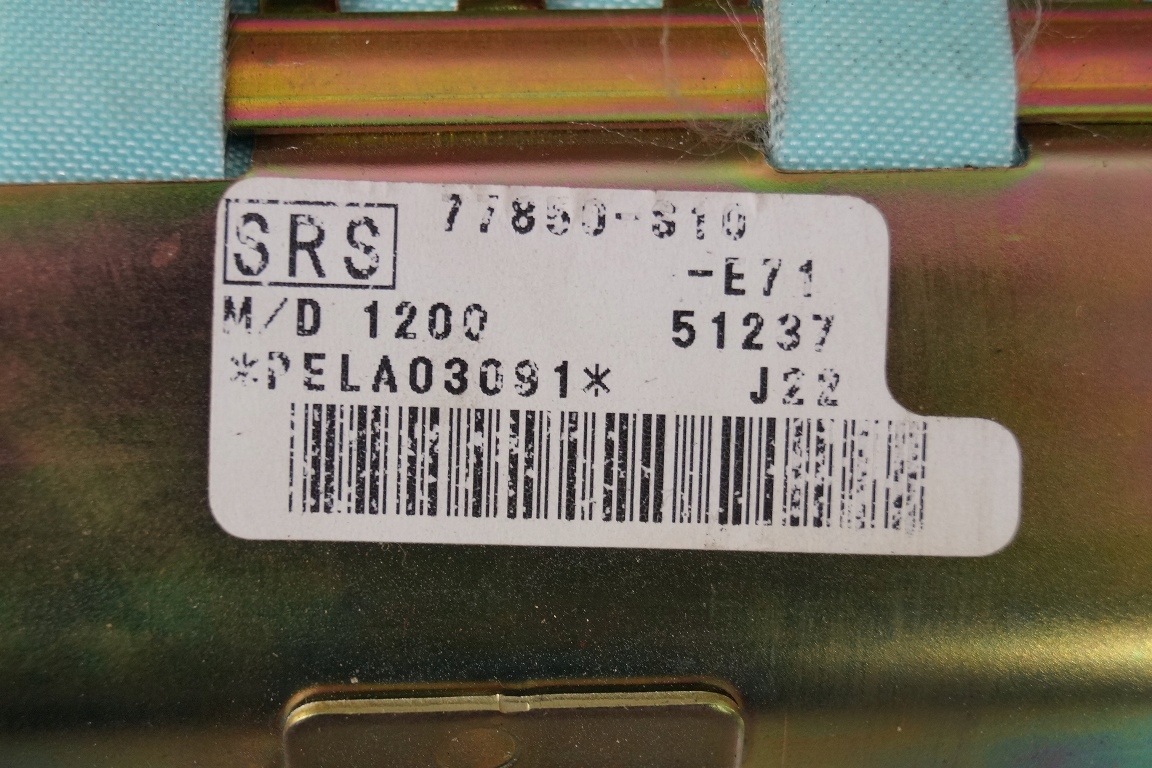 SRS 77850-S10
-E71
M/D 1200 51237
*PELA03091* J22